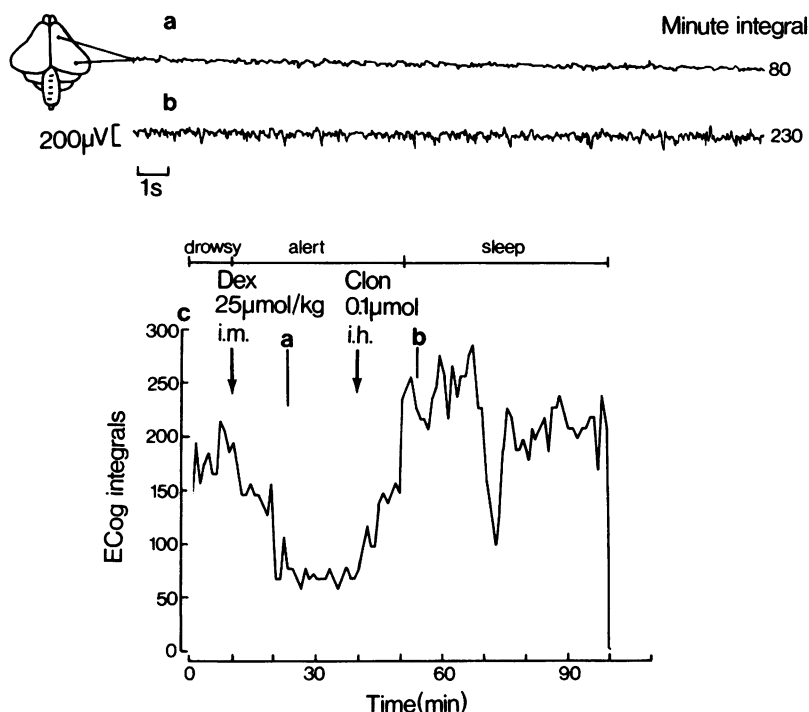 a
Minute integral
80
b
200µV
230
1s
drowsy alert sleep
Dex Clon
25µmol/kg 0.1µmol
c
i.m. a i.h. b
300
250
200
150
100
50
0
ECog integrals
0 30 60 90
Time(min)